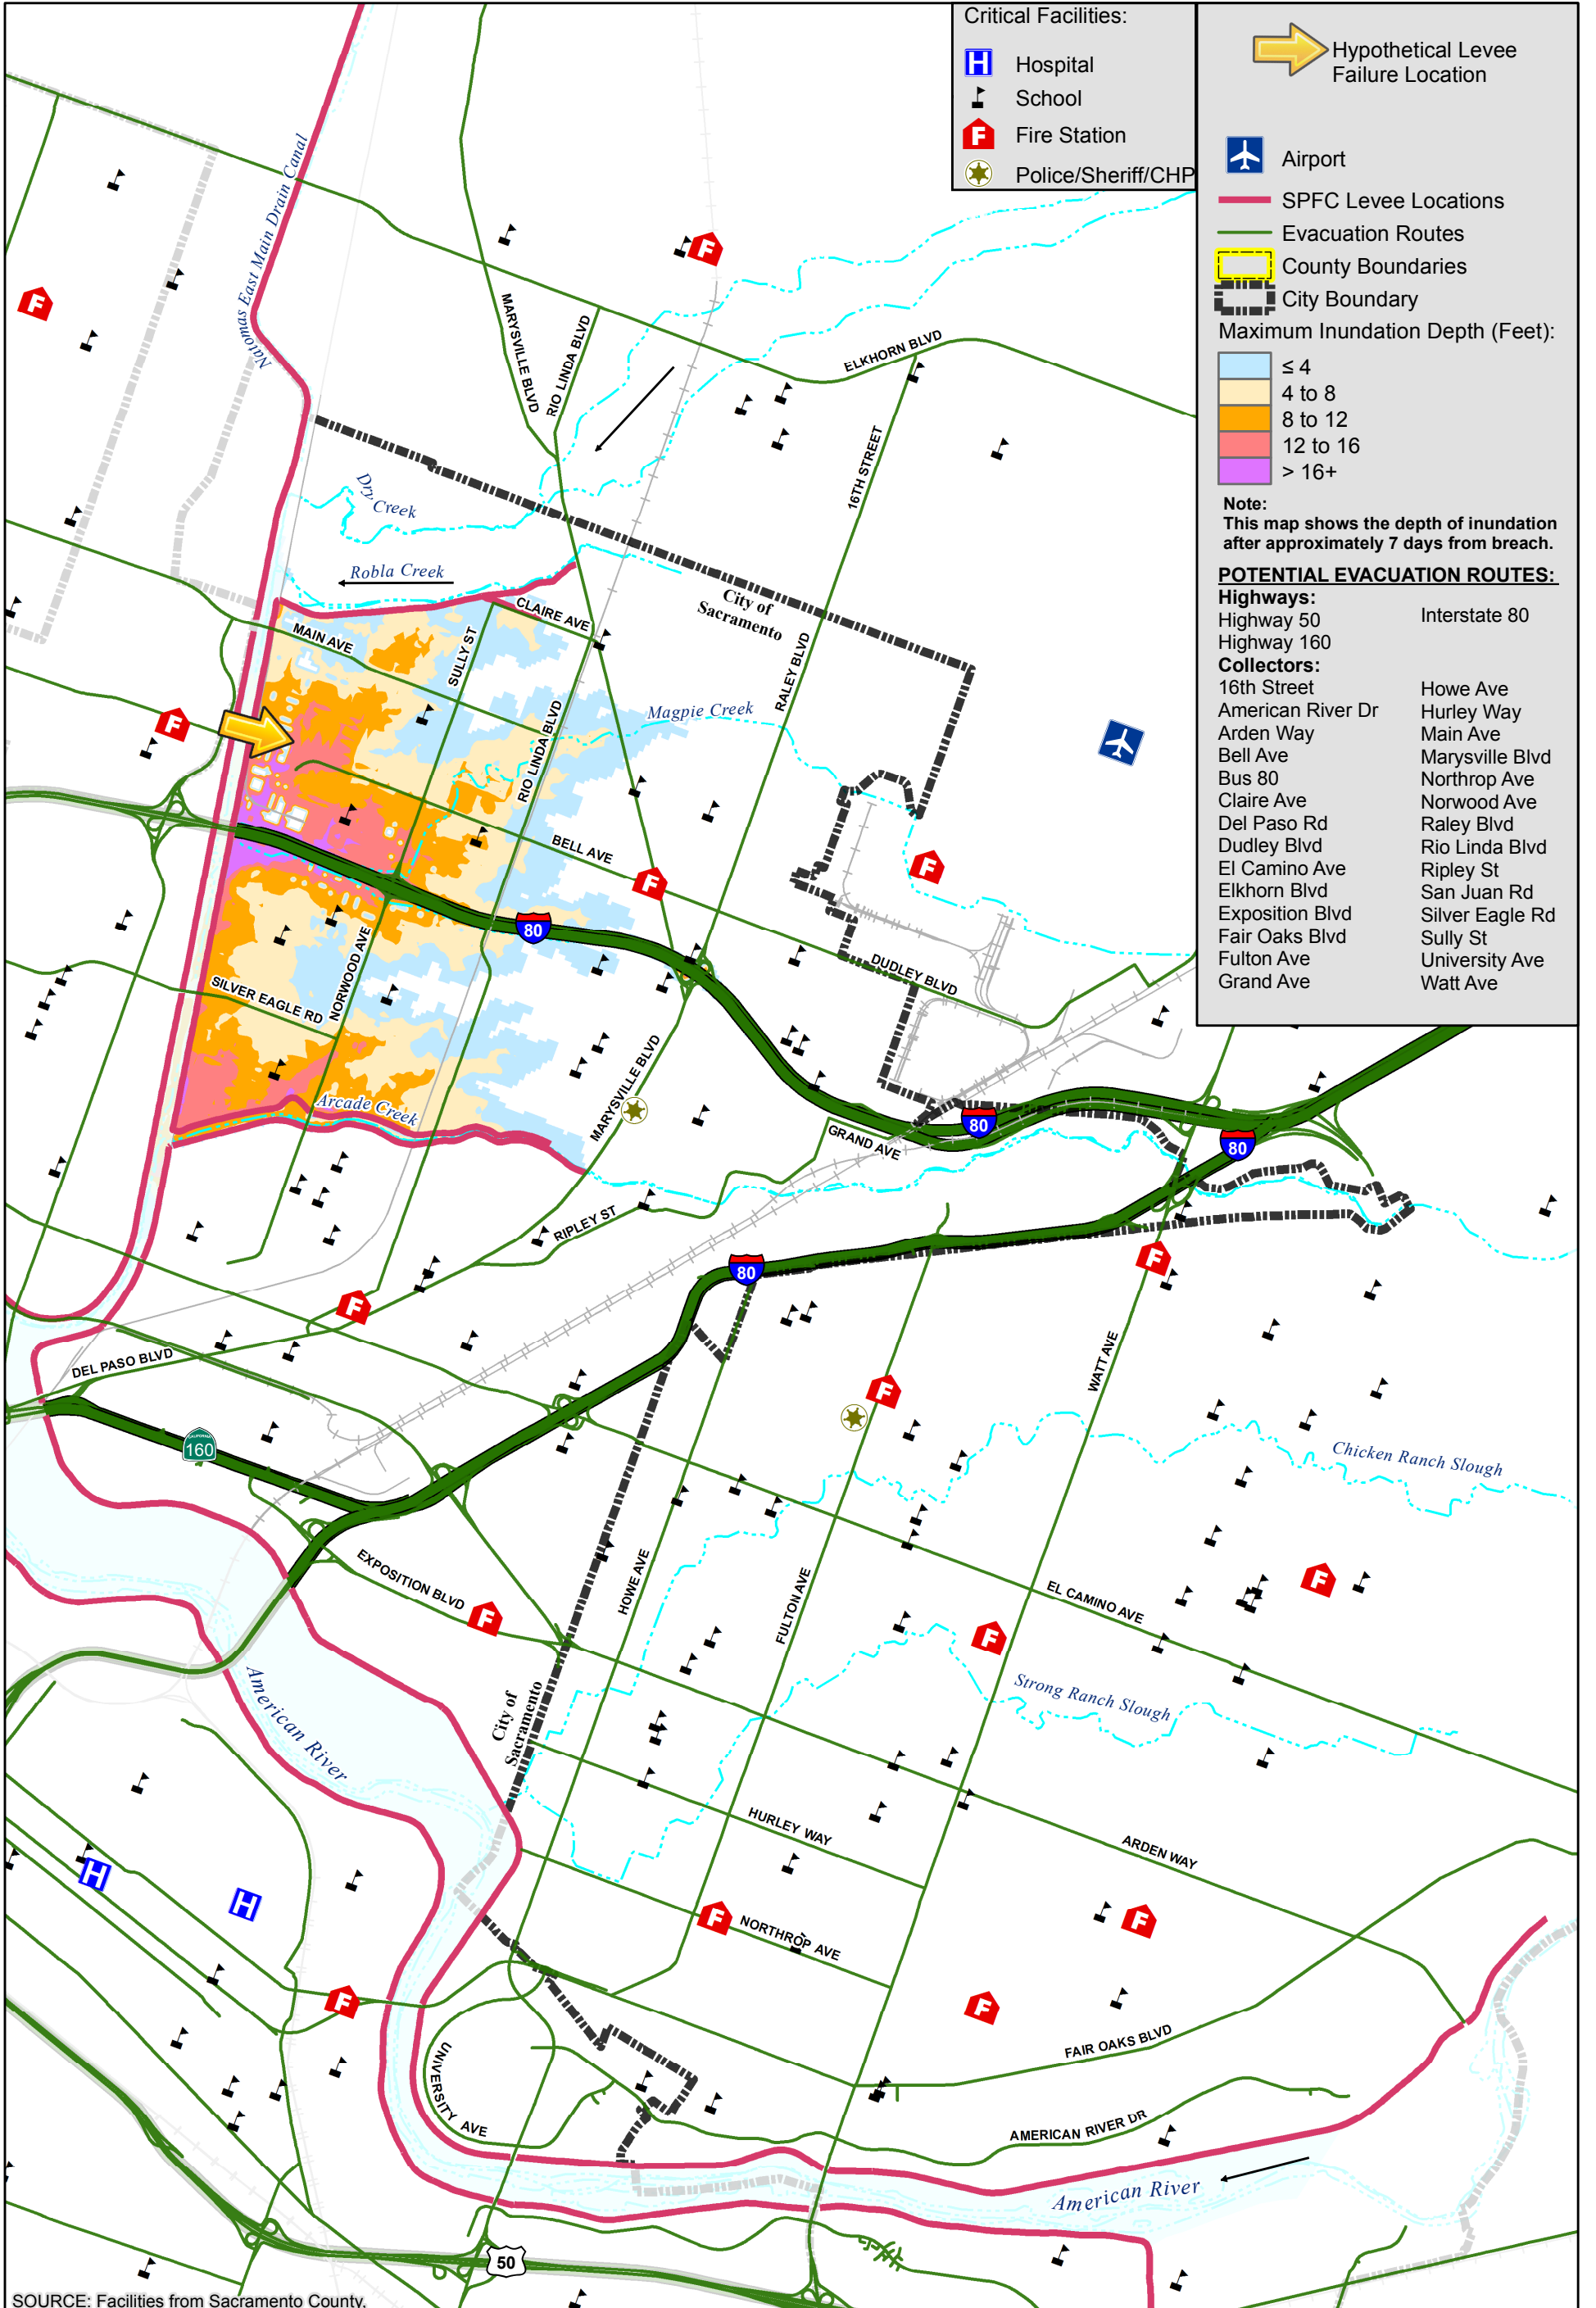 Critical Facilities:
H Hospital
School
F Fire Station
Police/Sheriff/CHP
Hypothetical Levee
Failure Location
Airport
SPFC Levee Locations
Evacuation Routes
County Boundaries
City Boundary
Maximum Inundation Depth (Feet):
≤ 4
4 to 8
8 to 12
12 to 16
> 16+
Note:
This map shows the depth of inundation
after approximately 7 days from breach.
POTENTIAL EVACUATION ROUTES:
Highways:
Highway 50
Highway 160
Interstate 80
Collectors:
16th Street
American River Dr
Arden Way
Bell Ave
Bus 80
Claire Ave
Del Paso Rd
Dudley Blvd
El Camino Ave
Elkhorn Blvd
Exposition Blvd
Fair Oaks Blvd
Fulton Ave
Grand Ave
Howe Ave
Hurley Way
Main Ave
Marysville Blvd
Northrop Ave
Norwood Ave
Raley Blvd
Rio Linda Blvd
Ripley St
San Juan Rd
Silver Eagle Rd
Sully St
University Ave
Watt Ave
Natomas East Main Drain Canal
F
F
MARYSVILLE BLVD
RIO LINDA BLVD
ELKHORN BLVD
16TH STREET
Dry
Creek
Robla Creek
CLAIRE AVE
City of
Sacramento
MAIN AVE
SULLY ST
RALEY BLVD
Magpie Creek
F
RIO LINDA BLVD
BELL AVE
F
F
80
NORWOOD AVE
DUDLEY BLVD
SILVER EAGLE RD
MARYSVILLE BLVD
Arcade Creek
GRAND AVE
80
80
RIPLEY ST
80
F
F
DEL PASO BLVD
WATT AVE
F
CALIFORNIA
160
Chicken Ranch Slough
EXPOSITION BLVD
HOWE AVE
FULTON AVE
EL CAMINO AVE
F
F
F
American River
City of
Sacramento
Strong Ranch Slough
HURLEY WAY
ARDEN WAY
H
H
F
NORTHROP AVE
F
F
F
FAIR OAKS BLVD
UNIVERSITY AVE
AMERICAN RIVER DR
American River
50
SOURCE: Facilities from Sacramento County.